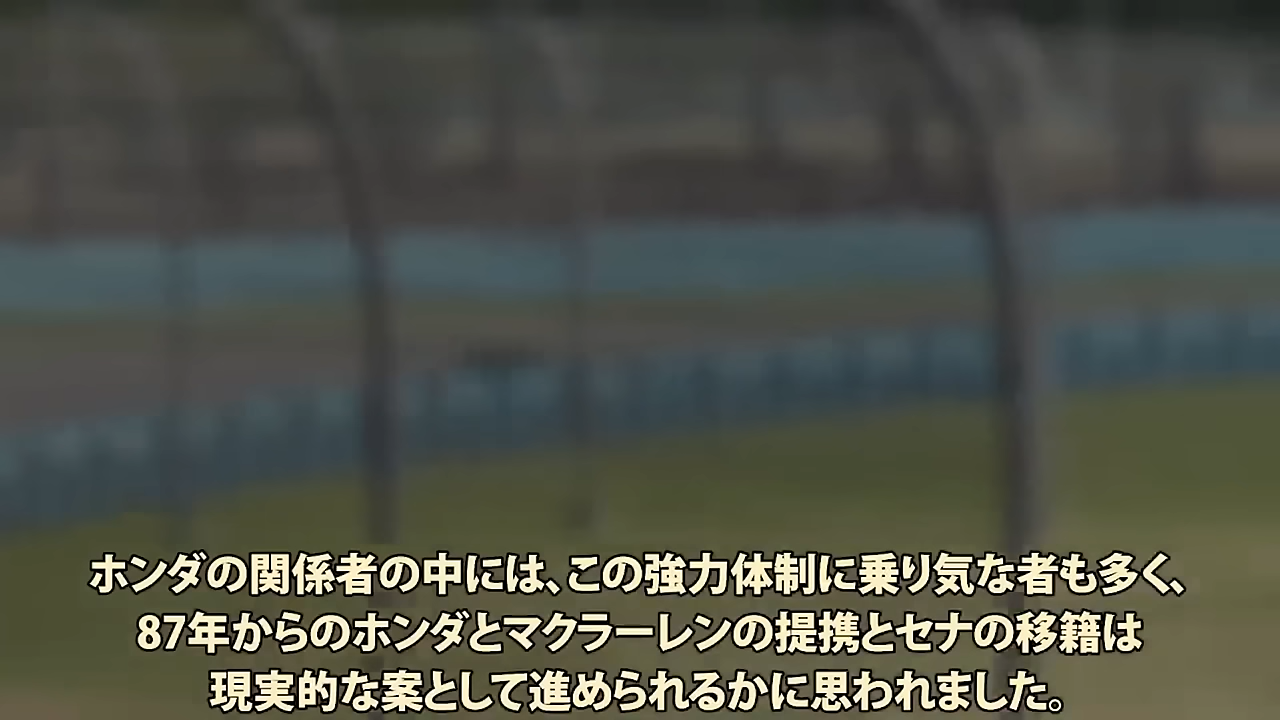 ホンダの関係者の中には、この強力体制に乗り気な者も多く、
87年からのホンダとマクラーレンの提携とセナの移籍は
現実的な案として進められるかに思われました。